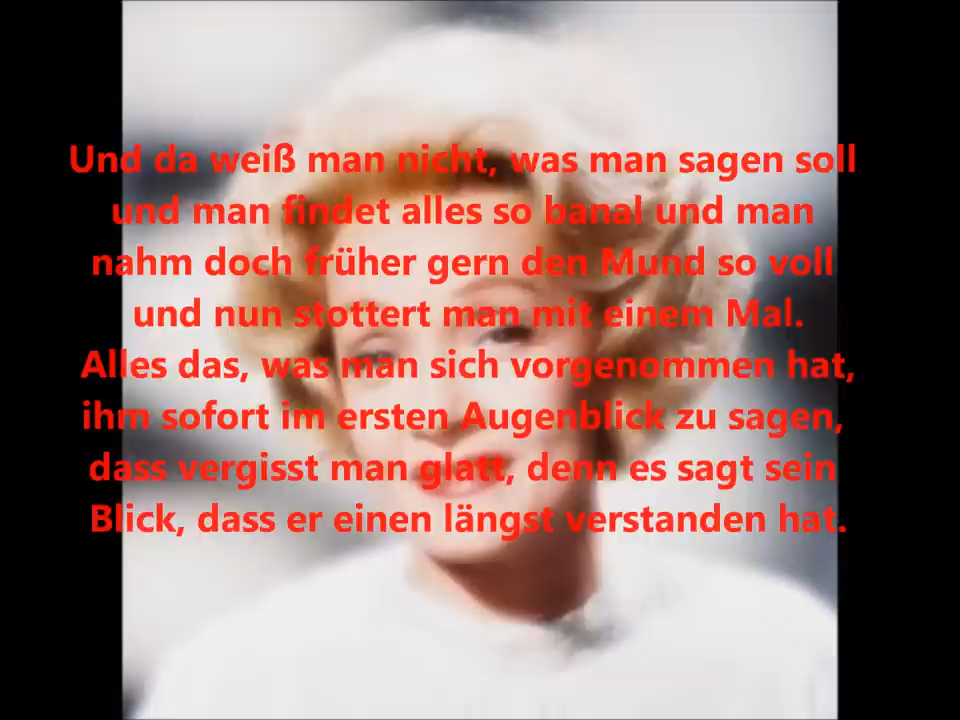 Und da weiß man nicht, was man sagen soll
und man findet alles so banal und man
nahm doch früher gern den Mund so voll
und nun stottert man mit einem Mal.
Alles das, was man sich vorgenommen hat,
ihm sofort im ersten Augenblick zu sagen,
dass vergisst man glatt, denn es sagt sein
Blick, dass er einen längst verstanden hat.